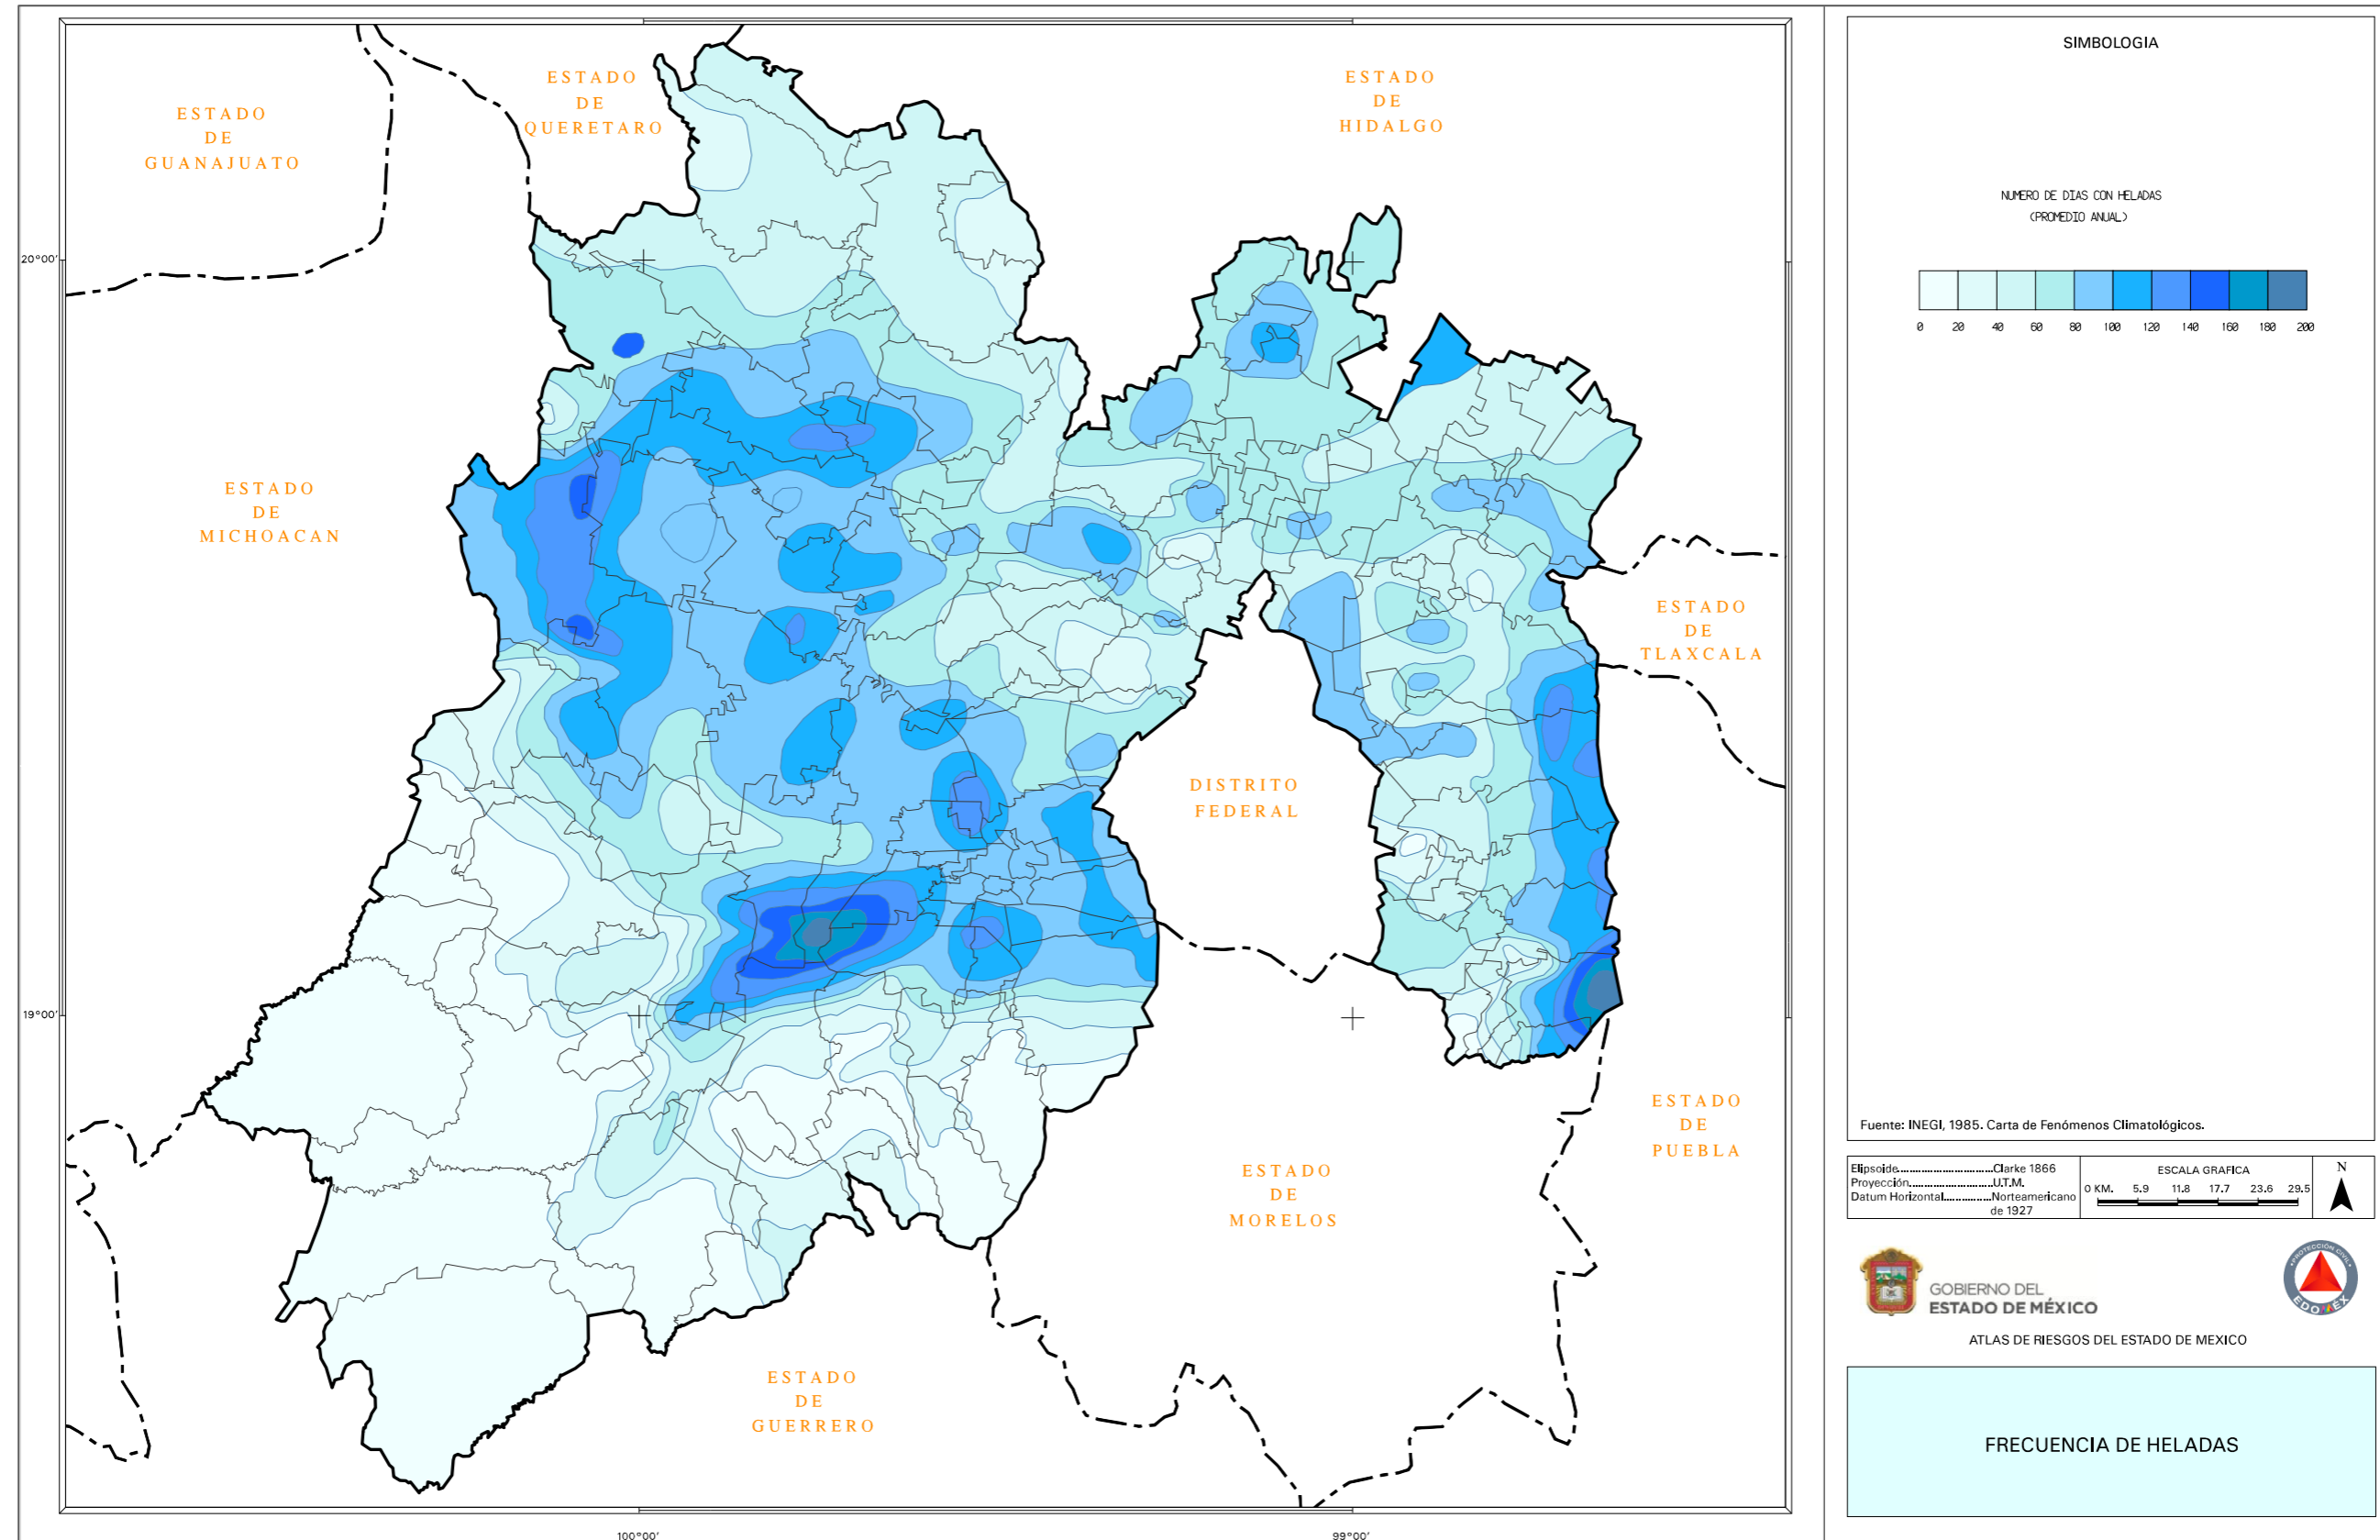 ESTADO
DE
GUANAJUATO
ESTADO
DE
QUERETARO
ESTADO
DE
HIDALGO
ESTADO
DE
MICHOACAN
ESTADO
DE
TLAXCALA
DISTRITO
FEDERAL
ESTADO
DE
PUEBLA
ESTADO
DE
MORELOS
ESTADO
DE
GUERRERO
20°00'
19°00'
100°00'
99°00'
SIMBOLOGIA
NUMERO DE DIAS CON HELADAS
(PROMEDIO ANUAL)
0 20 40 60 80 100 120 140 160 180 200
Fuente: INEGI, 1985. Carta de Fenómenos Climatológicos.
Elipsoide..............................Clarke 1866
Proyección..........................U.T.M.
Datum Horizontal...............Norteamericano
de 1927
ESCALA GRAFICA
0 KM. 5.9 11.8 17.7 23.6 29.5
N
GOBIERNO DEL
ESTADO DE MÉXICO
PROTECCIÓN CIVIL
EDOMEX
ATLAS DE RIESGOS DEL ESTADO DE MEXICO
FRECUENCIA DE HELADAS